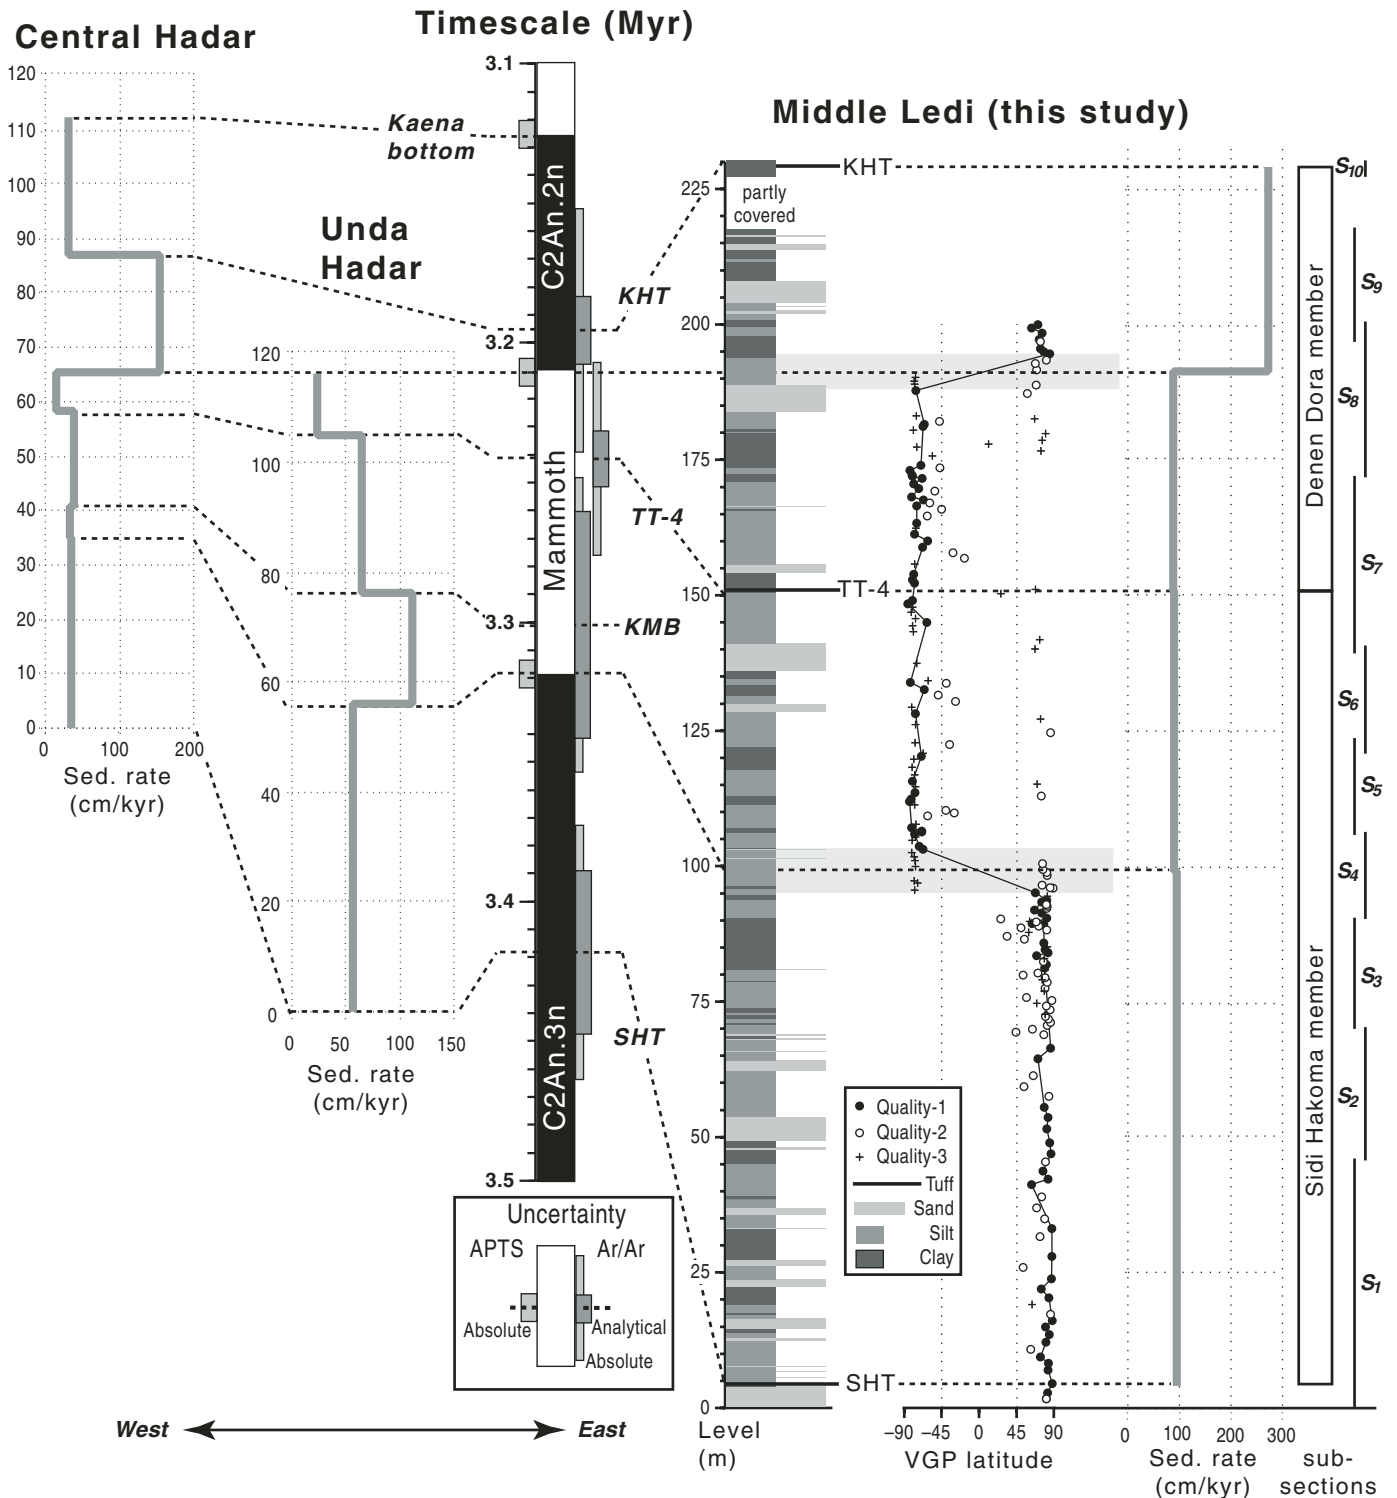 Timescale (Myr)
Central Hadar
Middle Ledi (this study)
Unda
Hadar
120
110
100
90
80
70
60
50
40
30
20
10
0
0
100
200
Sed. rate
(cm/kyr)
120
100
80
60
40
20
0
0
50
100
150
Sed. rate
(cm/kyr)
Kaena
bottom
KHT
TT-4
KMB
SHT
3.1
3.2
3.3
3.4
3.5
C2An.2n
Mammoth
C2An.3n
Uncertainty
APTS
Ar/Ar
Absolute
Analytical
Absolute
West
East
225
200
175
150
125
100
75
50
25
0
Level
(m)
partly
covered
KHT
TT-4
SHT
Quality-1
Quality-2
Quality-3
Tuff
Sand
Silt
Clay
−90
−45
0
45
90
VGP latitude
0
100
200
300
Sed. rate
(cm/kyr)
Denen Dora member
Sidi Hakoma member
S10
S9
S8
S7
S6
S5
S4
S3
S2
S1
sub-
sections